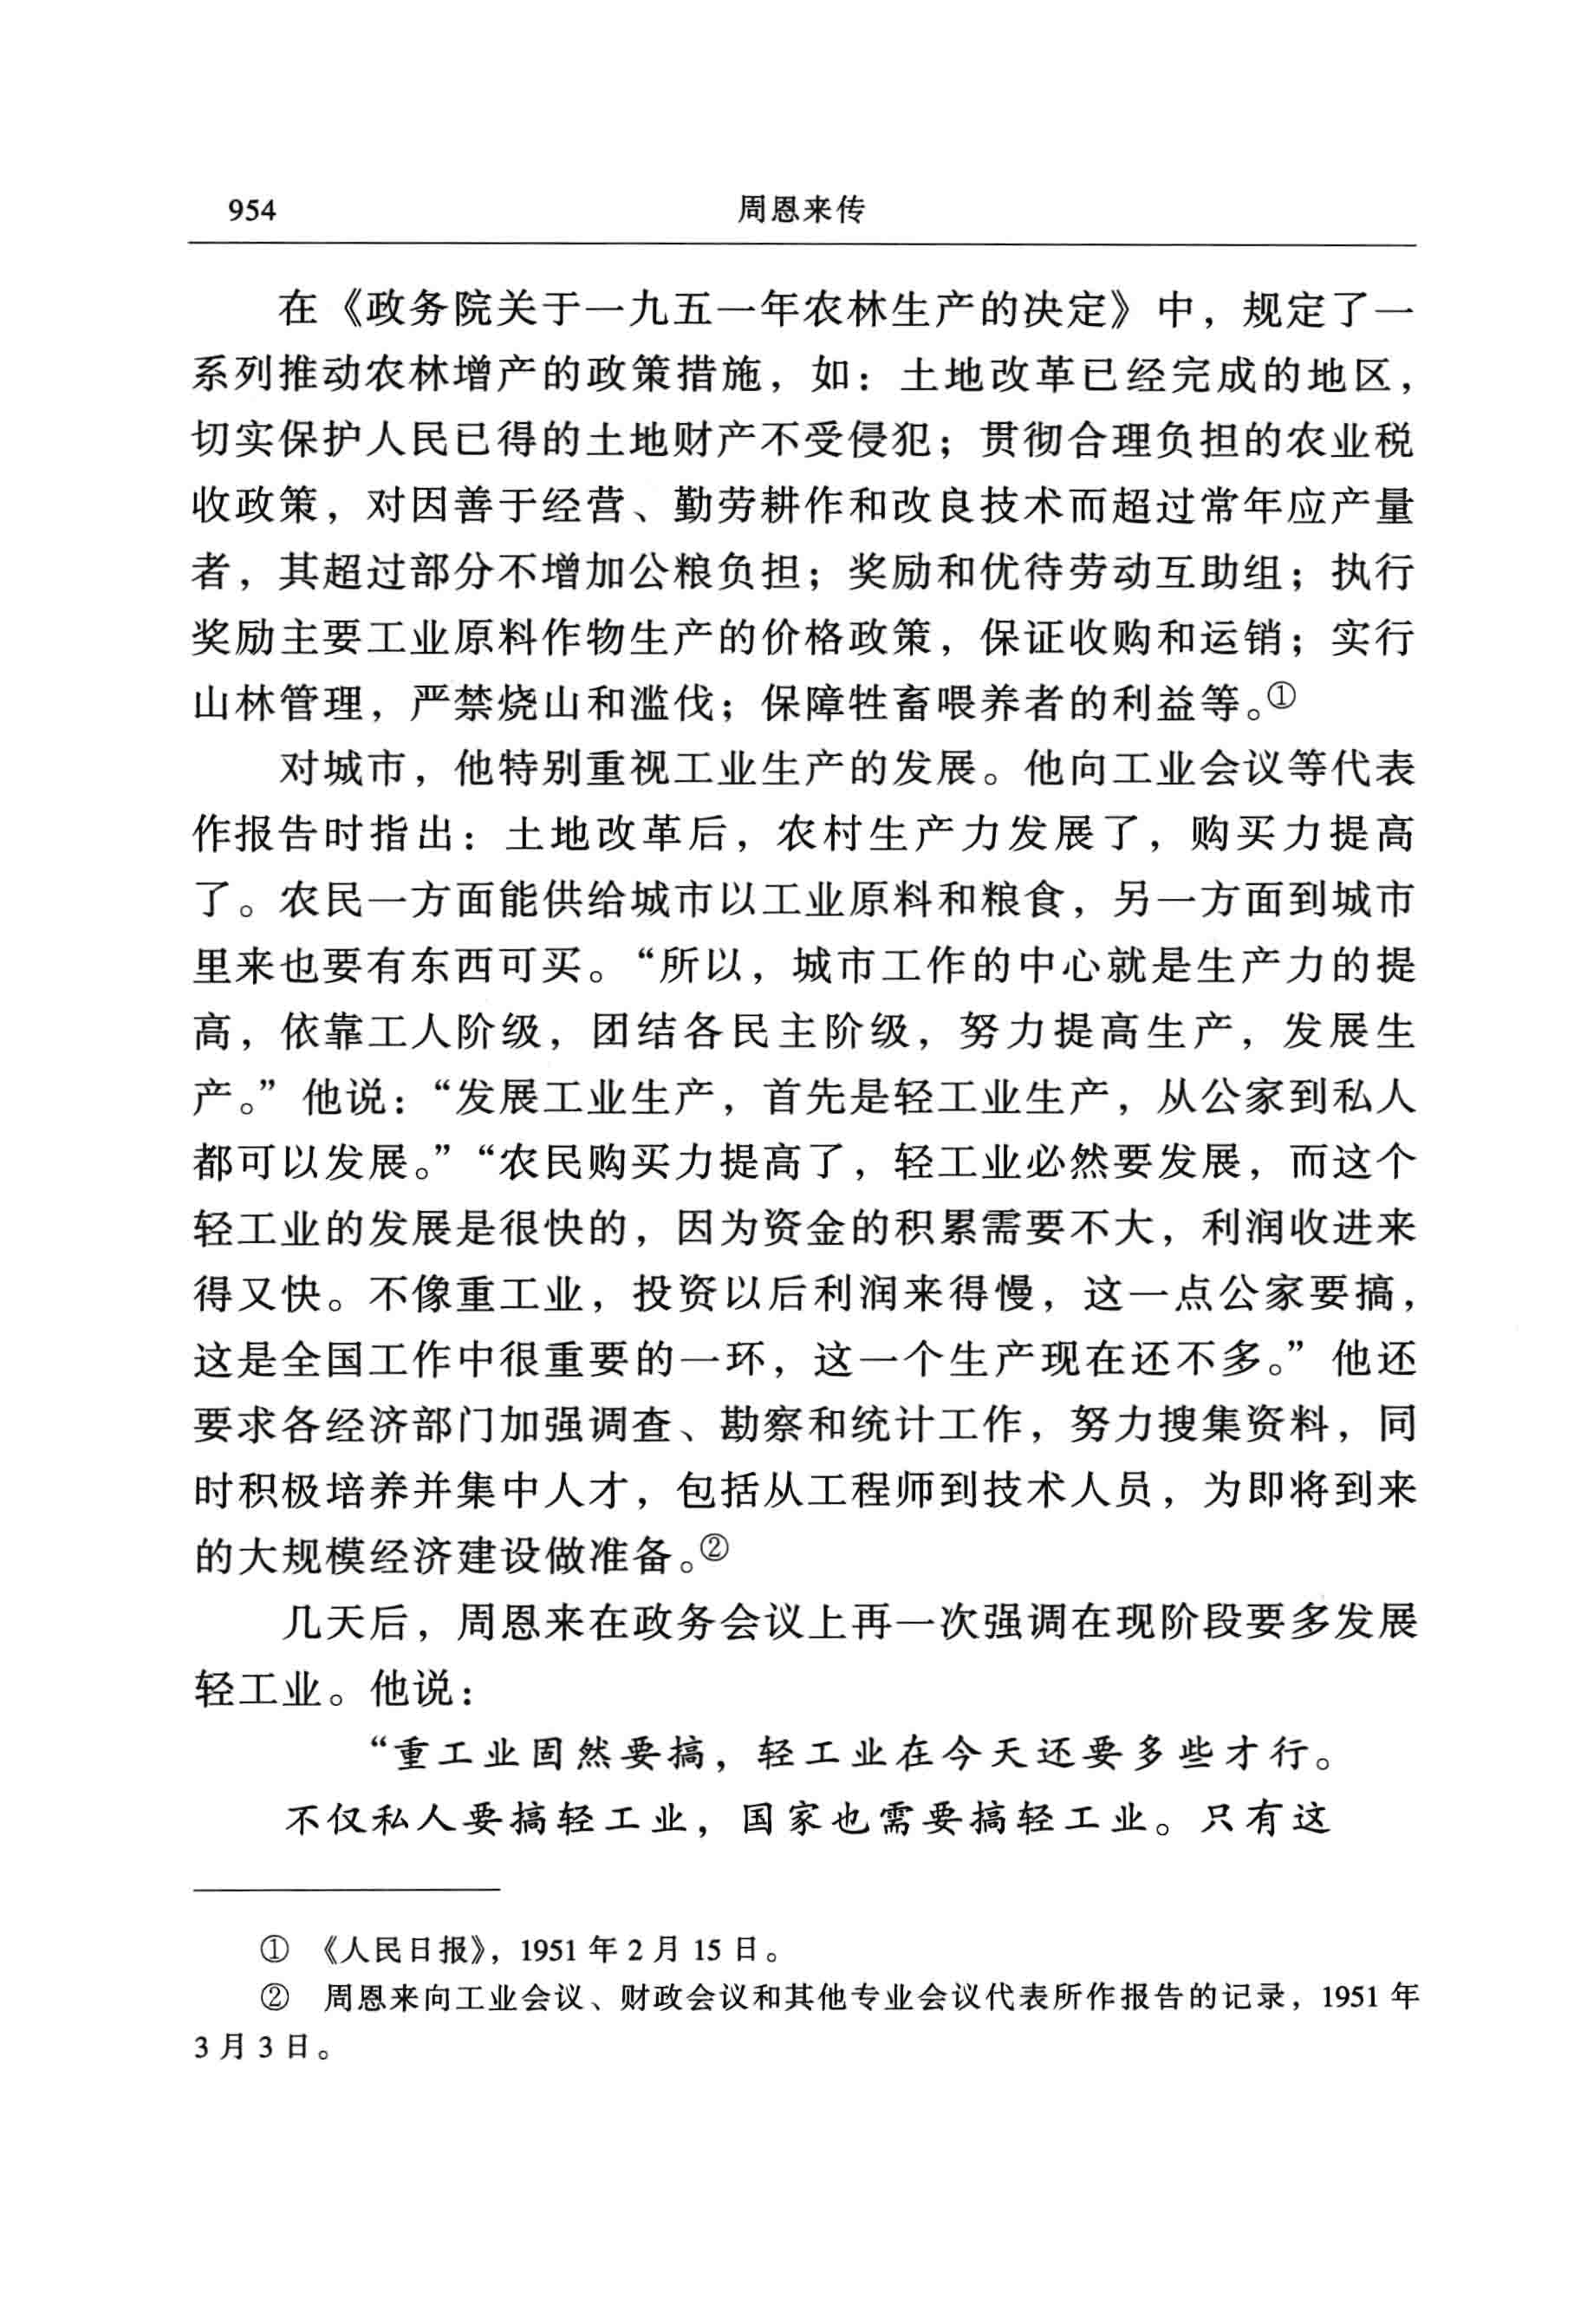 954
周恩来传
在《政务院关于一九五一年农林生产的决定》中，规定了一
系列推动农林增产的政策措施，如：土地改革已经完成的地区，
切实保护人民已得的土地财产不受侵犯；贯彻合理负担的农业税
收政策，对因善于经营、勤劳耕作和改良技术而超过常年应产量
者，其超过部分不增加公粮负担；奖励和优待劳动互助组；执行
奖励主要工业原料作物生产的价格政策，保证收购和运销；实行
山林管理，严禁烧山和滥伐；保障牲畜喂养者的利益等。①
对城市，他特别重视工业生产的发展。他向工业会议等代表
作报告时指出：土地改革后，农村生产力发展了，购买力提高
了。农民一方面能供给城市以工业原料和粮食，另一方面到城市
里来也要有东西可买。“所以，城市工作的中心就是生产力的提
高，依靠工人阶级，团结各民主阶级，努力提高生产，发展生
产。”他说：“发展工业生产，首先是轻工业生产，从公家到私人
都可以发展。”“农民购买力提高了，轻工业必然要发展，而这个
轻工业的发展是很快的，因为资金的积累需要不大，利润收进来
得又快。不像重工业，投资以后利润来得慢，这一点公家要搞，
这是全国工作中很重要的一环，这一个生产现在还不多。”他还
要求各经济部门加强调查、勘察和统计工作，努力搜集资料，同
时积极培养并集中人才，包括从工程师到技术人员，为即将到来
的大规模经济建设做准备。②
几天后，周恩来在政务会议上再一次强调在现阶段要多发展
轻工业。他说：
“重工业固然要搞，轻工业在今天还要多些才行。
不仅私人要搞轻工业，国家也需要搞轻工业。只有这
① 《人民日报》，1951 年 2 月 15 日。
② 周恩来向工业会议、财政会议和其他专业会议代表所作报告的记录，1951 年
3 月 3 日。